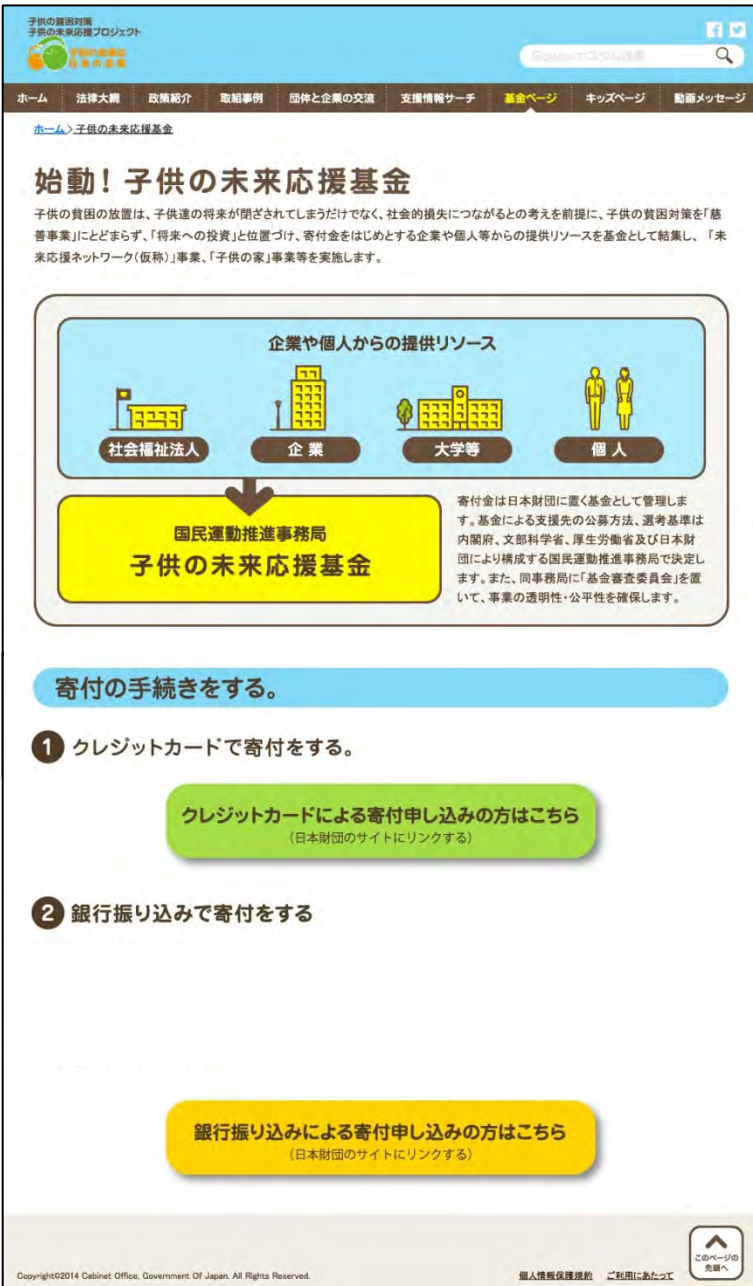 子供の貧困対策
子供の未来応援プロジェクト
ホーム 法律大綱 政策紹介 取組事例 団体と企業の交流 支援情報サーチ 基金ページ キッズページ 動画メッセージ
ホーム〉子供の未来応援基金
始動！子供の未来応援基金
子供の貧困の放置は、子供達の将来が閉ざされてしまうだけでなく、社会的損失につながるとの考えを前提に、子供の貧困対策を「慈
善事業」にとどまらず、「将来への投資」と位置づけ、寄付金をはじめとする企業や個人等からの提供リソースを基金として結集し、「未
来応援ネットワーク（仮称）」事業、「子供の家」事業等を実施します。
企業や個人からの提供リソース
社会福祉法人 企業 大学等 個人
国民運動推進事務局
子供の未来応援基金
寄付金は日本財団に置く基金として管理しま
す。基金による支援先の公募方法、選考基準は
内閣府、文部科学省、厚生労働省及び日本財
団により構成する国民運動推進事務局で決定し
ます。また、同事務局に「基金審査委員会」を置
いて、事業の透明性・公平性を確保します。
寄付の手続きをする。
1 クレジットカードで寄付をする。
クレジットカードによる寄付申し込みの方はこちら
（日本財団のサイトにリンクする）
2 銀行振り込みで寄付をする
銀行振り込みによる寄付申し込みの方はこちら
（日本財団のサイトにリンクする）
このページの
先頭へ
Copyright©2014 Cabinet Office, Government Of Japan. All Rights Reserved.
個人情報保護規約 ご利用にあたって